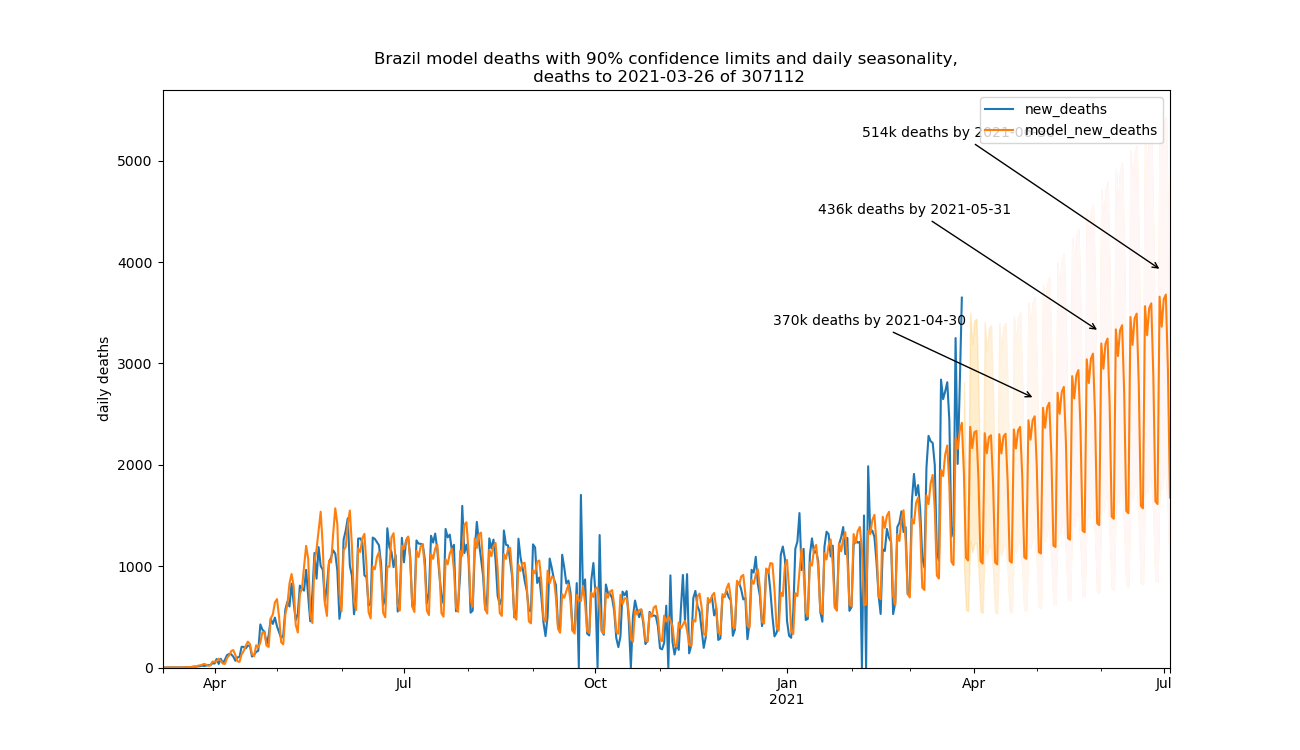 Brazil model deaths with 90% confidence limits and daily seasonality,
deaths to 2021-03-26 of 307112
new_deaths
model_new_deaths
514k deaths by 2021-06
436k deaths by 2021-05-31
370k deaths by 2021-04-30
daily deaths
5000
4000
3000
2000
1000
0
Apr
Jul
Oct
Jan
2021
Apr
Jul